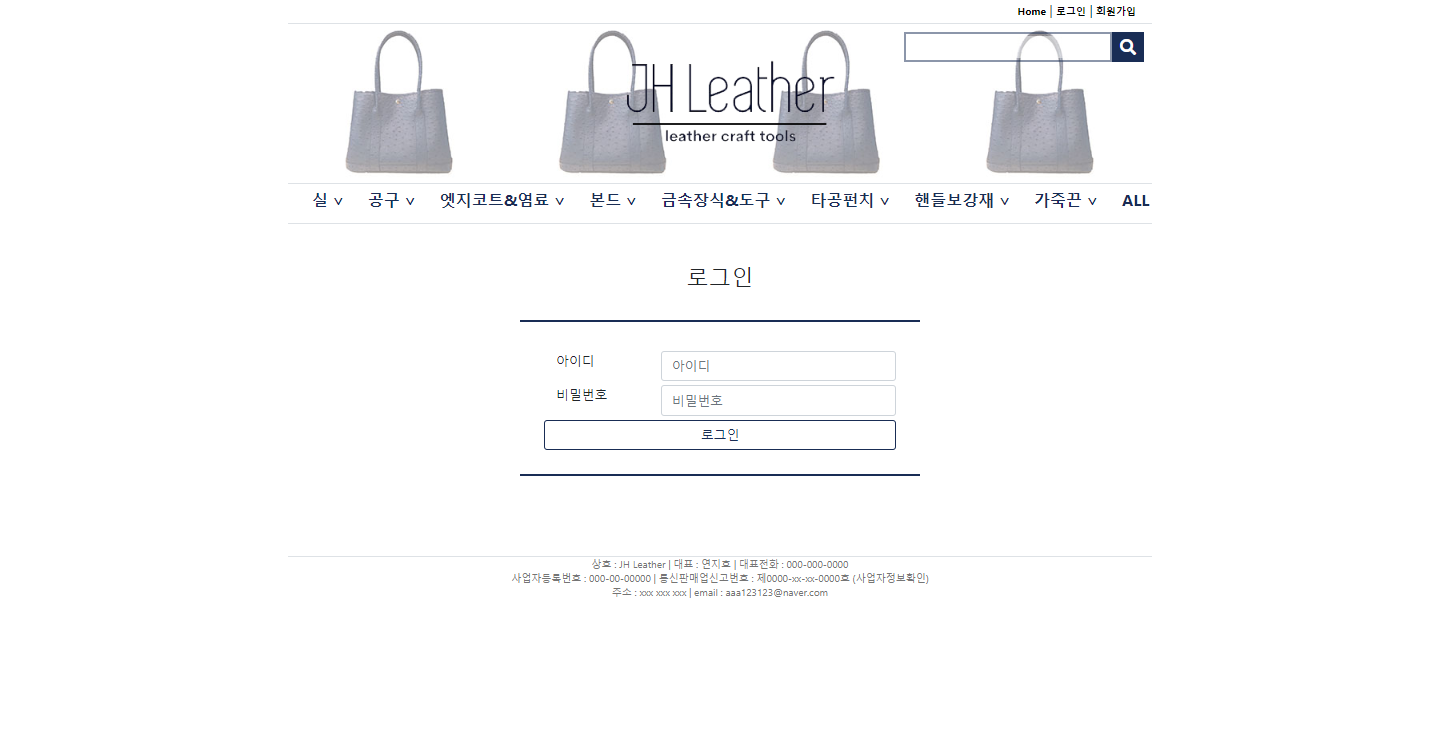 Home | 로그인 | 회원가입
JH Leather
leather craft tools
실 ∨ 공구 ∨ 엣지코트&염료 ∨ 본드 ∨ 금속장식&도구 ∨ 타공펀치 ∨ 핸들보강재 ∨ 가죽끈 ∨ ALL
로그인
아이디 아이디
비밀번호 비밀번호
로그인
상호 : JH Leather | 대표 : 연지호 | 대표전화 : 000-000-0000
사업자등록번호 : 000-00-00000 | 통신판매업신고번호 : 제0000-xx-xx-0000호 (사업자정보확인)
주소 : xxx xxx xxx | email : aaa123123@naver.com